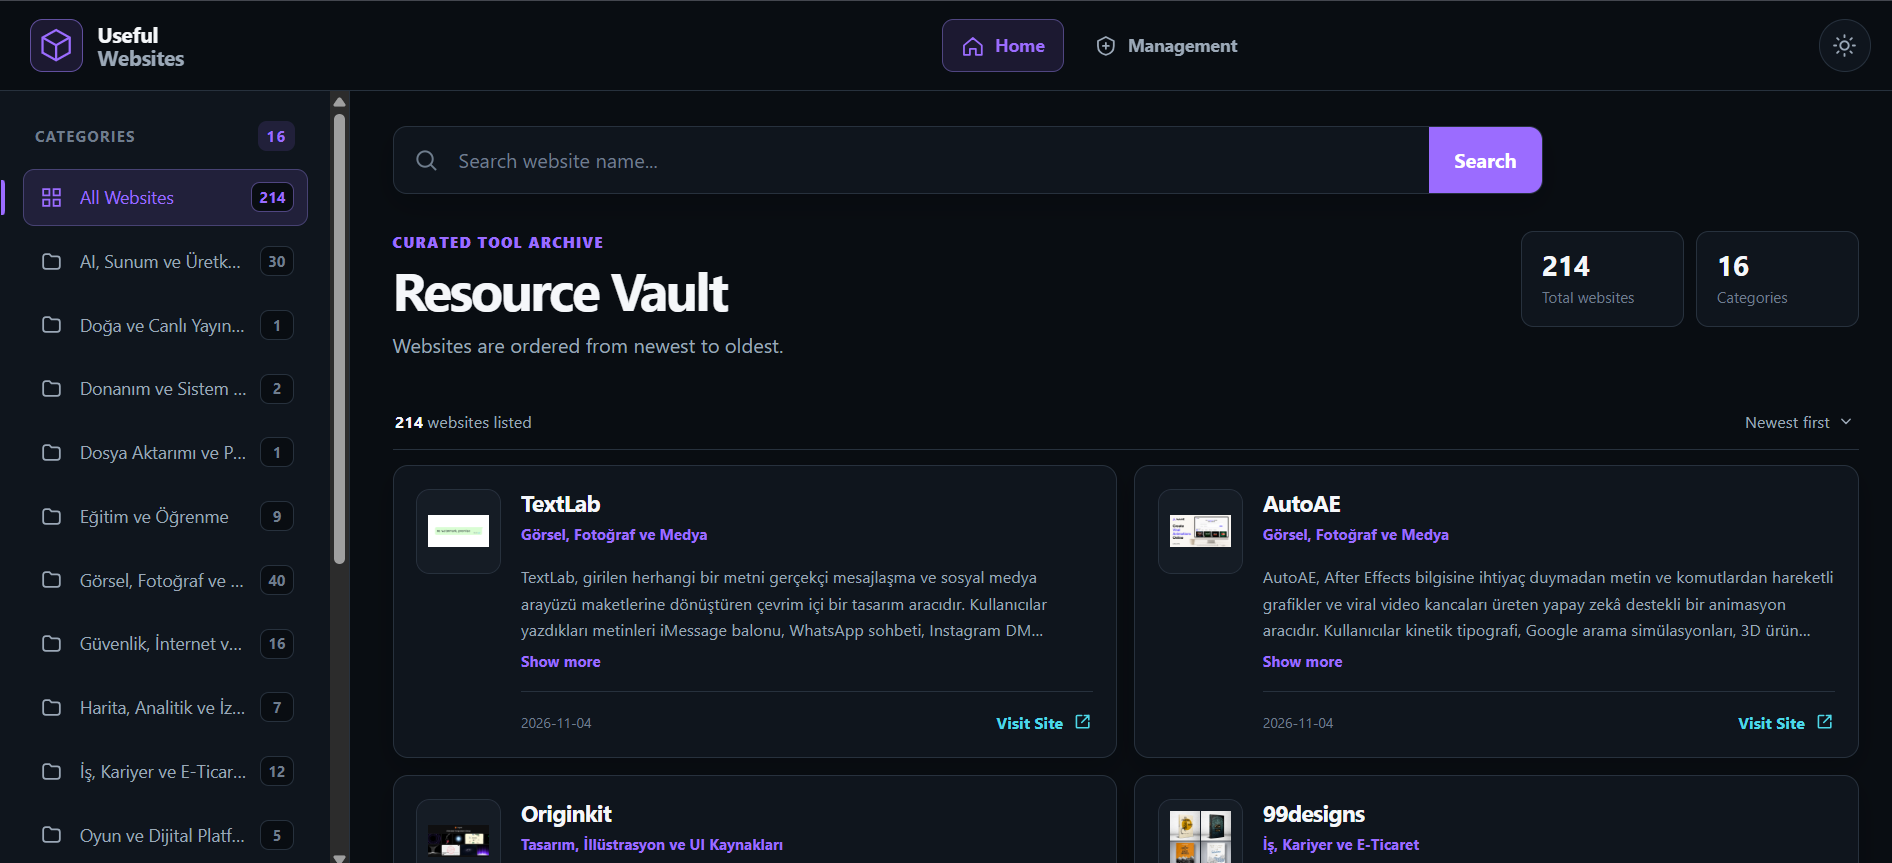 Useful
Websites
Home
Management
CATEGORIES
16
All Websites
214
AI, Sunum ve Üretk...
30
Doğa ve Canlı Yayın...
1
Donanım ve Sistem ...
2
Dosya Aktarımı ve P...
1
Eğitim ve Öğrenme
9
Görsel, Fotoğraf ve ...
40
Güvenlik, İnternet v...
16
Harita, Analitik ve İz...
7
İş, Kariyer ve E-Ticar...
12
Oyun ve Dijital Platf...
5
Search website name...
Search
CURATED TOOL ARCHIVE
Resource Vault
Websites are ordered from newest to oldest.
214
Total websites
16
Categories
214 websites listed
Newest first
TextLab
Görsel, Fotoğraf ve Medya
TextLab, girilen herhangi bir metni gerçekçi mesajlaşma ve sosyal medya
arayüzü maketlerine dönüştüren çevrim içi bir tasarım aracıdır. Kullanıcılar
yazdıkları metinleri iMessage balonu, WhatsApp sohbeti, Instagram DM...
Show more
2026-11-04
Visit Site
AutoAE
Görsel, Fotoğraf ve Medya
AutoAE, After Effects bilgisine ihtiyaç duymadan metin ve komutlardan hareketli
grafikler ve viral video kancaları üreten yapay zekâ destekli bir animasyon
aracıdır. Kullanıcılar kinetik tipografi, Google arama simülasyonları, 3D ürün...
Show more
2026-11-04
Visit Site
Originkit
Tasarım, İllüstrasyon ve UI Kaynakları
99designs
İş, Kariyer ve E-Ticaret